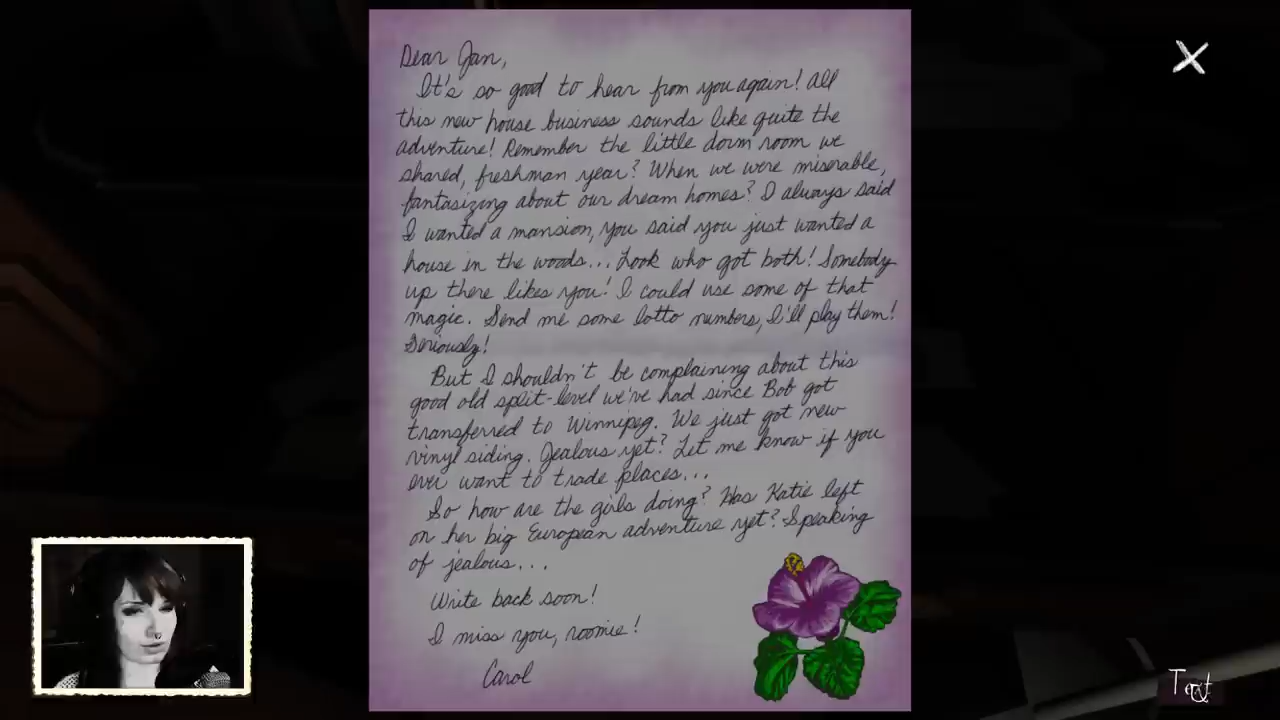 Dear Jan,
It's so good to hear from you again! All
this new house business sounds like quite the
adventure! Remember the little dorm room we
shared, freshman year? When we were miserable,
fantasizing about our dream homes? I always said
I wanted a mansion, you said you just wanted a
house in the woods... Look who got both! Somebody
up there likes you! I could use some of that
magic. Send me some lotto numbers, I'll play them!
Seriously!
But I shouldn't be complaining about this
good old split-level we've had since Bob got
transferred to Winnipeg. We just got new
vinyl siding. Jealous yet? Let me know if you
ever want to trade places...
So how are the girls doing? Has Katie left
on her big European adventure yet? Speaking
of jealous...
Write back soon!
I miss you, roomie!
Carol